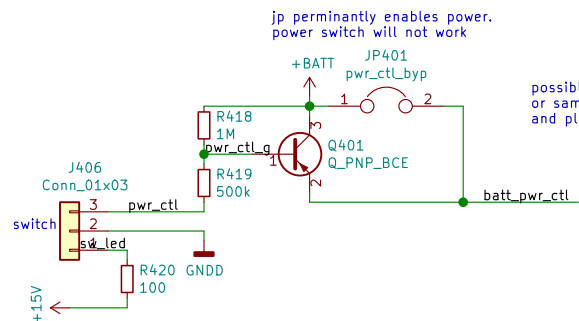 jp perminantly enables power.
power switch will not work
+BATT
JP401
pwr_ctl_byp
1
2
possibl
or sam
and pl
R418
1M
pwr_ctl_g
1
3
Q401
Q_PNP_BCE
2
R419
500k
J406
Conn_01x03
switch
3
pwr_ctl
2
1
sw_led
batt_pwr_ctl
R420
100
GNDD
+15V